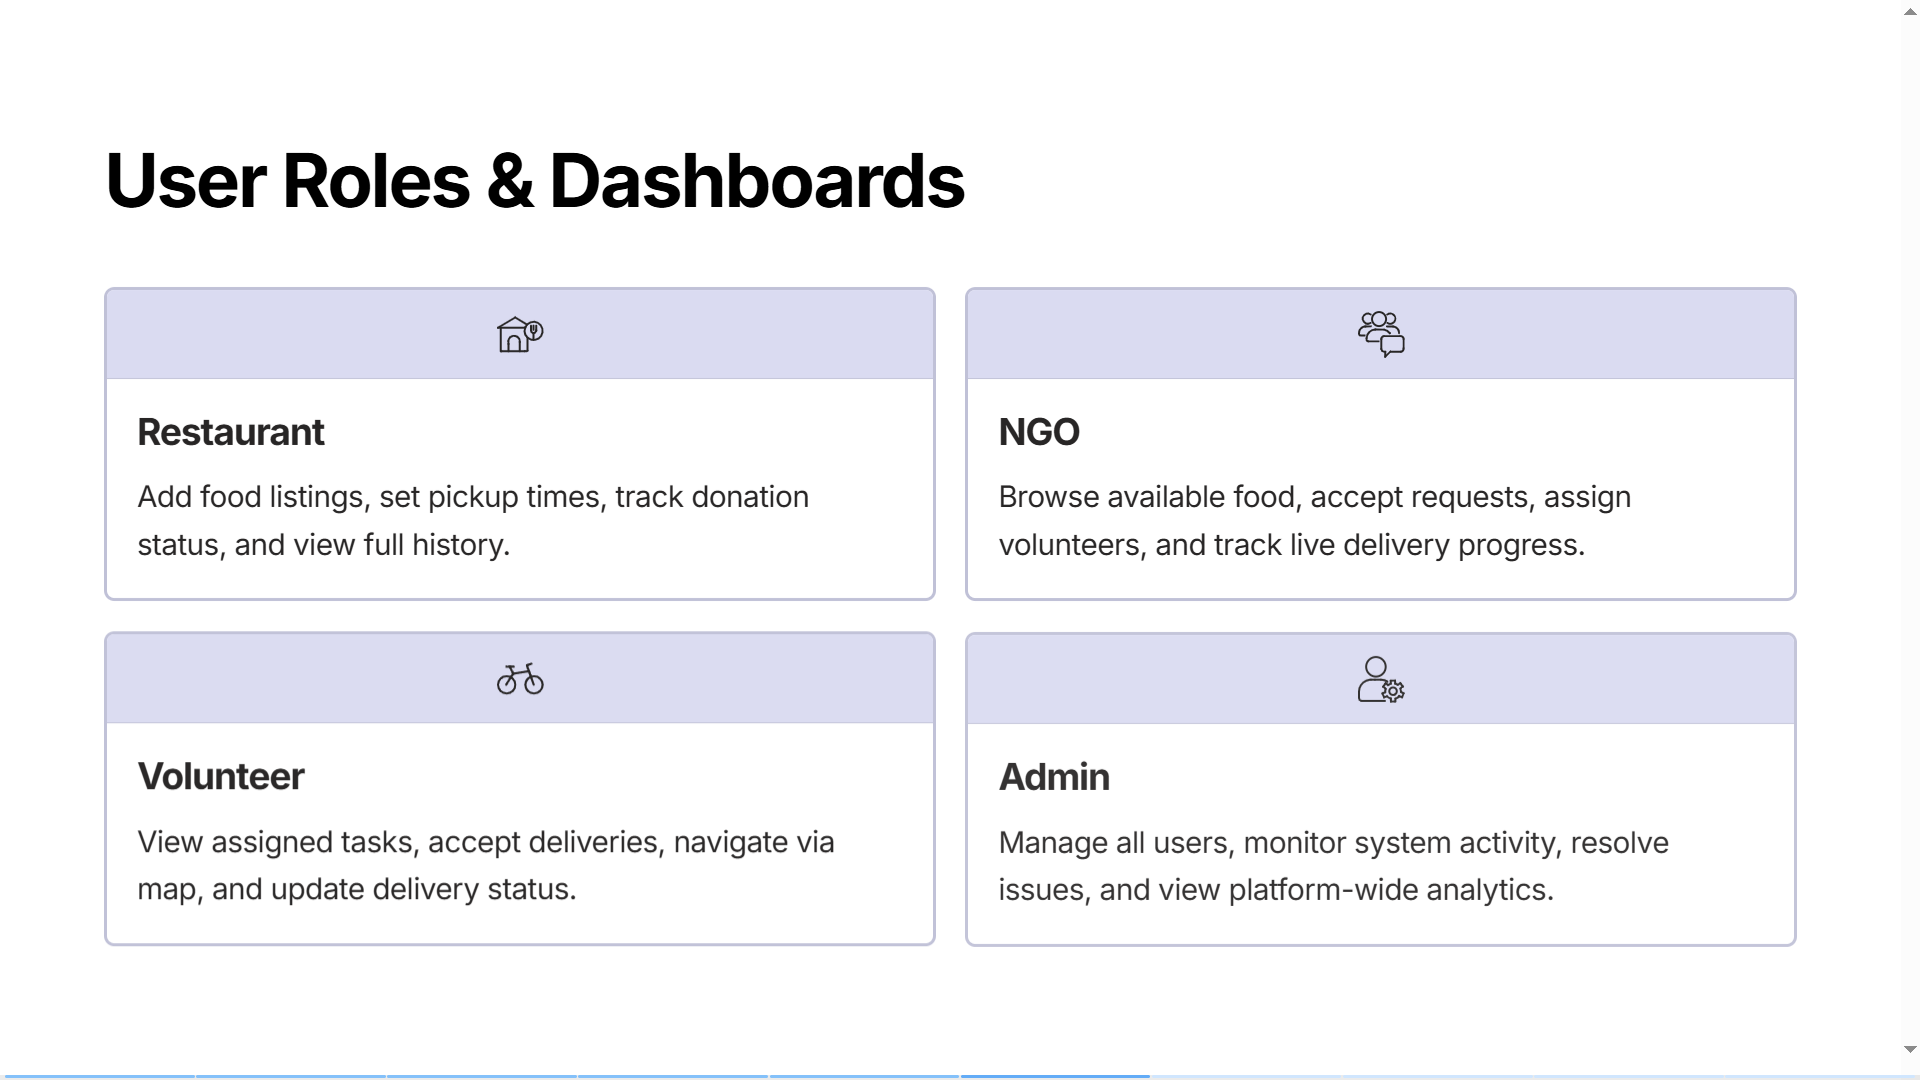 User Roles & Dashboards
Restaurant
Add food listings, set pickup times, track donation
status, and view full history.
NGO
Browse available food, accept requests, assign
volunteers, and track live delivery progress.
Volunteer
View assigned tasks, accept deliveries, navigate via
map, and update delivery status.
Admin
Manage all users, monitor system activity, resolve
issues, and view platform-wide analytics.